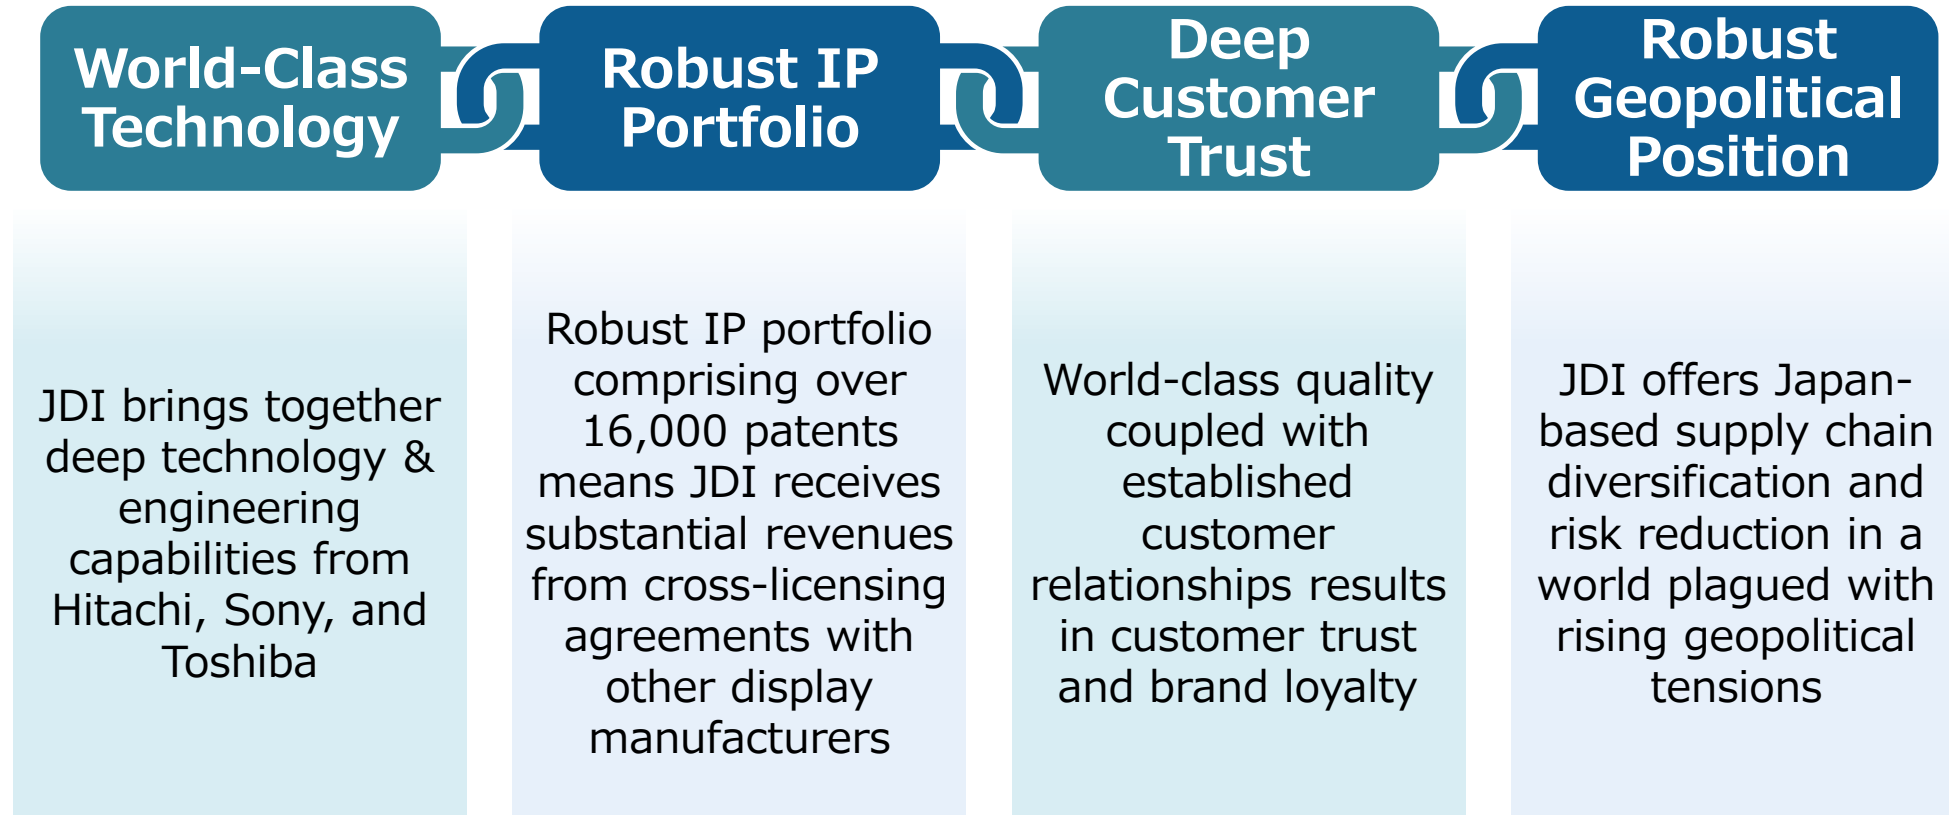 World-Class
Technology
Robust IP
Portfolio
Deep
Customer
Trust
Robust
Geopolitical
Position
JDI brings together
deep technology &
engineering
capabilities from
Hitachi, Sony, and
Toshiba
Robust IP portfolio
comprising over
16,000 patents
means JDI receives
substantial revenues
from cross-licensing
agreements with
other display
manufacturers
World-class quality
coupled with
established
customer
relationships results
in customer trust
and brand loyalty
JDI offers Japan-
based supply chain
diversification and
risk reduction in a
world plagued with
rising geopolitical
tensions